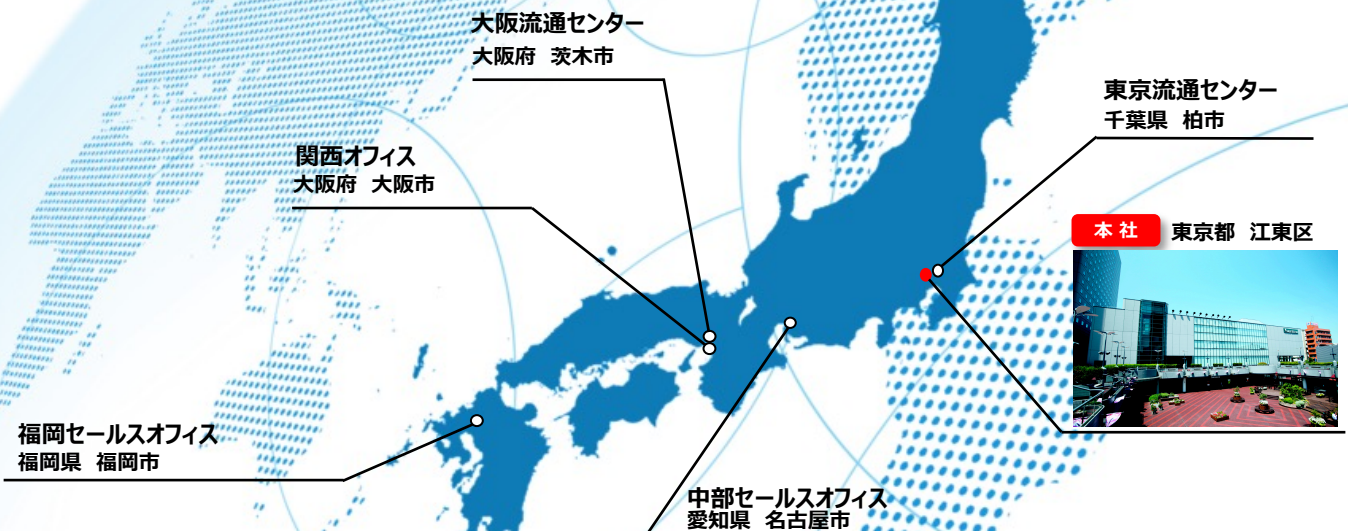 大阪流通センター
大阪府 茨木市
東京流通センター
千葉県 柏市
関西オフィス
大阪府 大阪市
本社 東京都 江東区
福岡セールスオフィス
福岡県 福岡市
中部セールスオフィス
愛知県 名古屋市